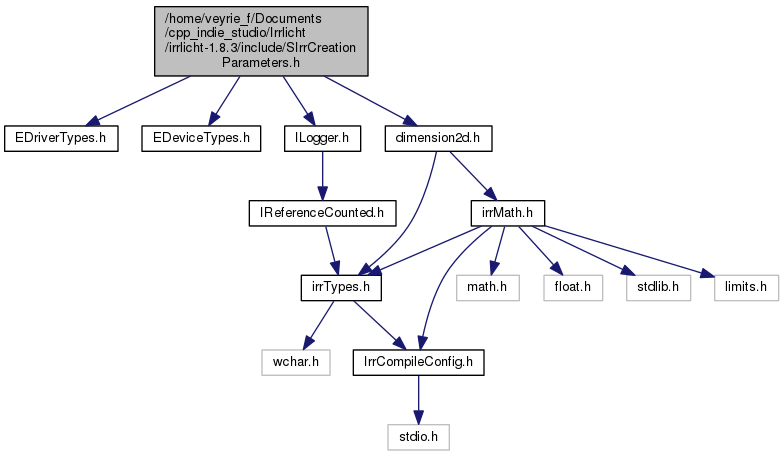 /home/veyrie_f/Documents
/cpp_indie_studio/Irrlicht
/irrlicht-1.8.3/include/SIrrCreation
Parameters.h
EDriverTypes.h
EDeviceTypes.h
ILogger.h
dimension2d.h
IReferenceCounted.h
irrMath.h
irrTypes.h
math.h
float.h
stdlib.h
limits.h
wchar.h
IrrCompileConfig.h
stdio.h